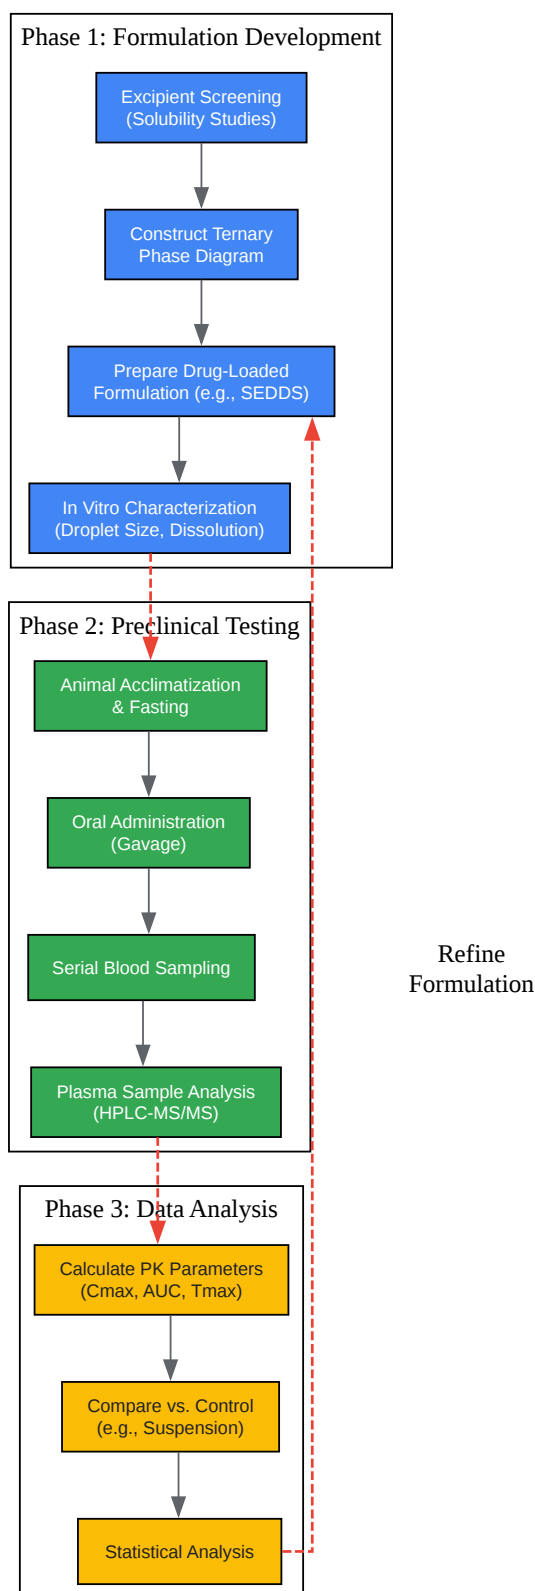 Phase 1: Formulation Development
Excipient Screening
(Solubility Studies)
Construct Ternary
Phase Diagram
Prepare Drug-Loaded
Formulation (e.g., SEDDS)
In Vitro Characterization
(Droplet Size, Dissolution)
Phase 2: Preclinical Testing
Animal Acclimatization
& Fasting
Oral Administration
(Gavage)
Serial Blood Sampling
Refine
Formulation
Plasma Sample Analysis
(HPLC-MS/MS)
Phase 3: Data Analysis
Calculate PK Parameters
(Cmax, AUC, Tmax)
Compare vs. Control
(e.g., Suspension)
Statistical Analysis